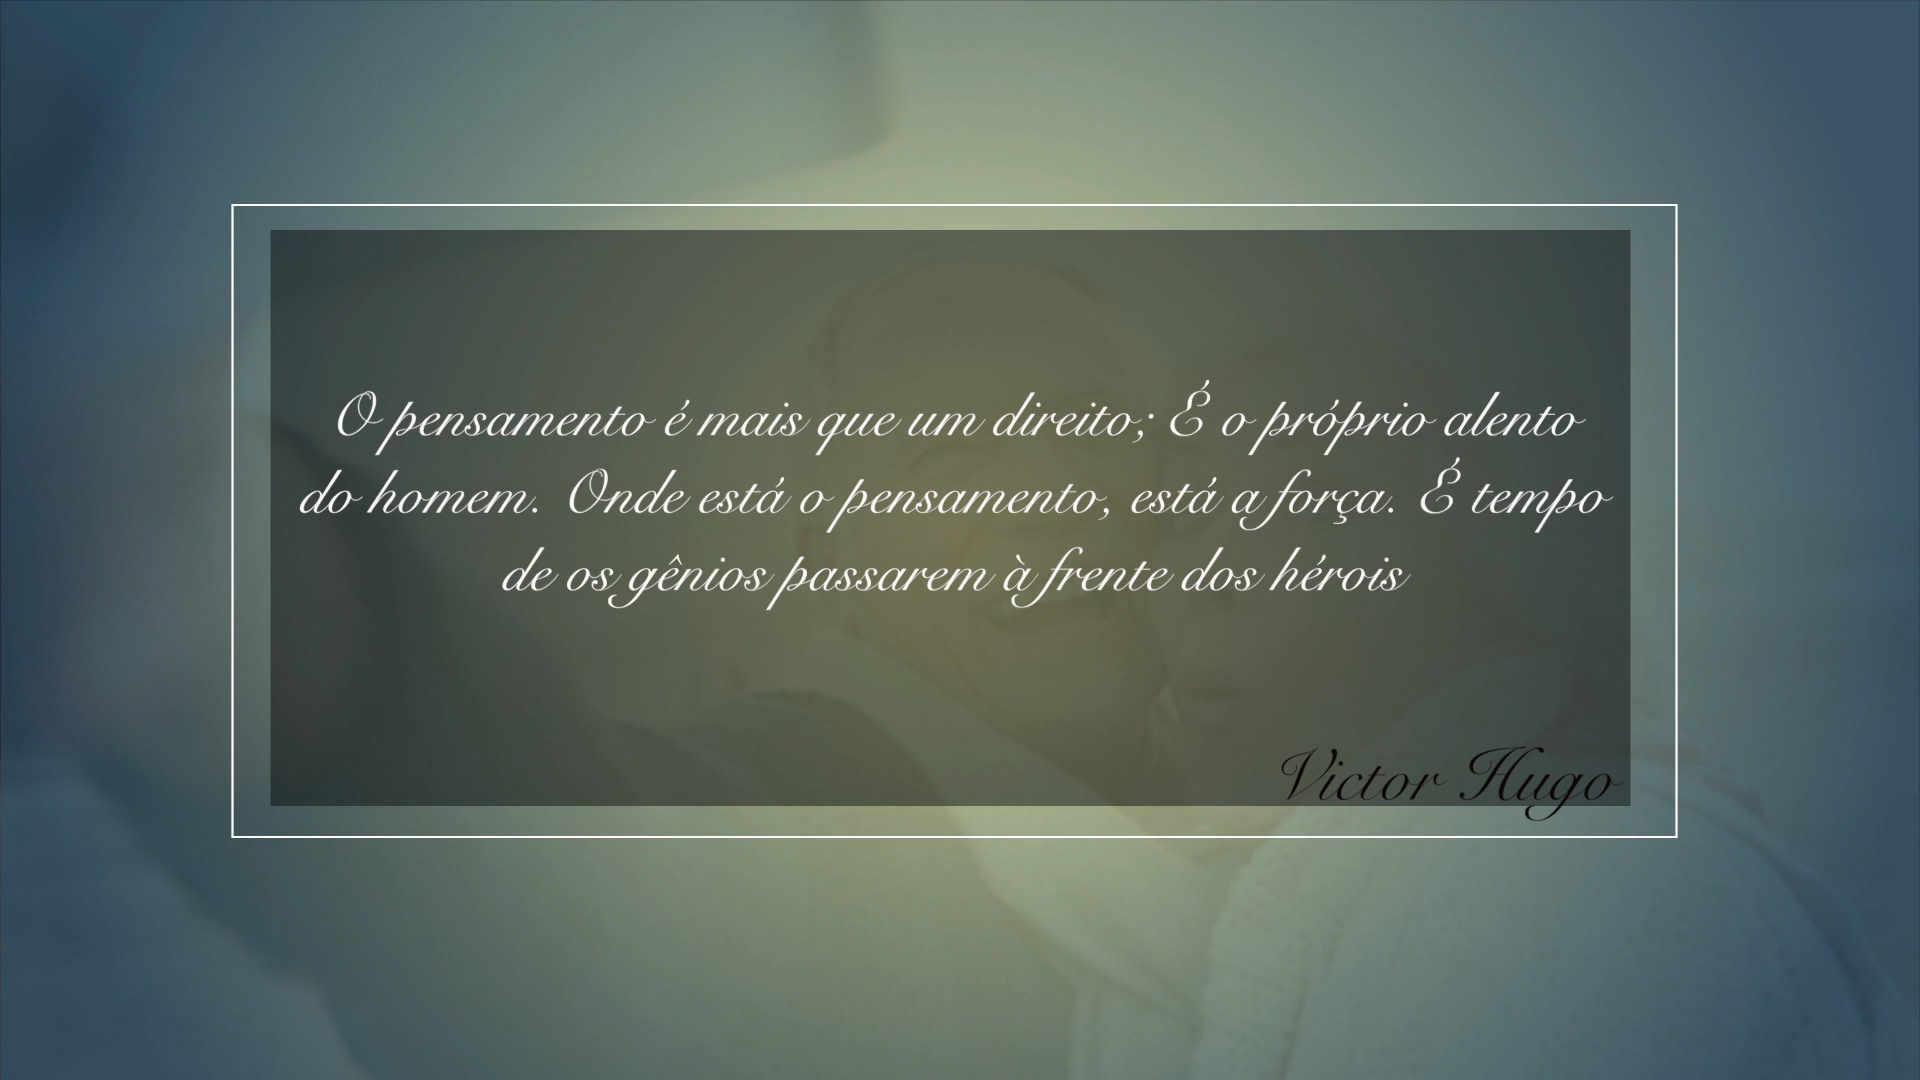 O pensamento é mais que um direito; É o próprio alento
do homem. Onde está o pensamento, está a força. É tempo
de os gênios passarem à frente dos hérois
Victor Hugo